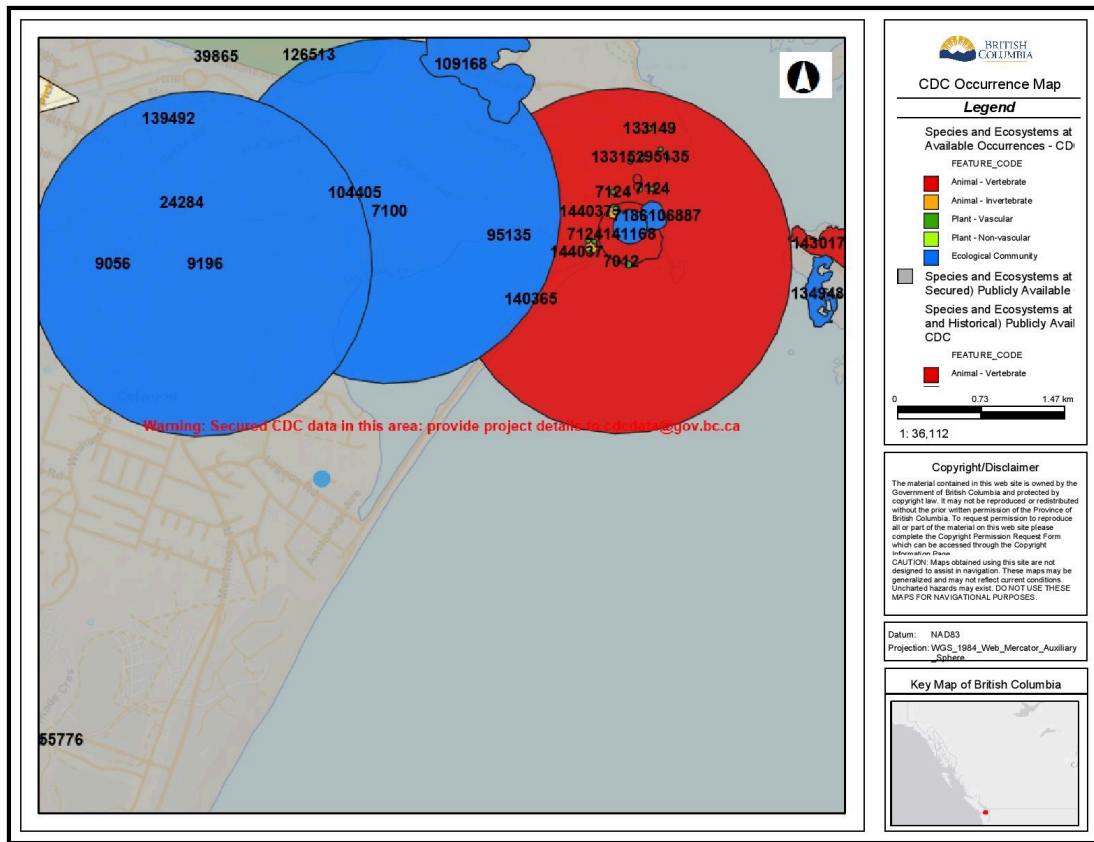 39865
126513
109168
139492
133149
133152
95135
24284
104405
7124
7124
7100
7186
106887
95135
7124
141168
143017
9056
9196
7012
140365
134948
Warning: Secured CDC data in this area: provide project details to cdcdata@gov.bc.ca
55776
BRITISH
COLUMBIA
CDC Occurrence Map
Legend
Species and Ecosystems at
Available Occurrences - CD
FEATURE_CODE
Animal - Vertebrate
Animal - Invertebrate
Plant - Vascular
Plant - Non-vascular
Ecological Community
Species and Ecosystems at
Secured) Publicly Available
Species and Ecosystems at
and Historical) Publicly Avail
CDC
FEATURE_CODE
Animal - Vertebrate
0 0.73 1.47 km
1: 36,112
Copyright/Disclaimer
The material contained in this web site is owned by the
Government of British Columbia and protected by
copyright law. It may not be reproduced or redistributed
without the prior written permission of the Province of
British Columbia. To request permission to reproduce
all or part of the material on this web site please
complete the Copyright Permission Request Form
which can be accessed through the Copyright
Information Page.
CAUTION: Maps obtained using this site are not
designed to assist in navigation. These maps may be
generalized and may not reflect current conditions.
Uncharted hazards may exist. DO NOT USE THESE
MAPS FOR NAVIGATIONAL PURPOSES.
Datum: NAD83
Projection: WGS_1984_Web_Mercator_Auxiliary
_Sphere
Key Map of British Columbia